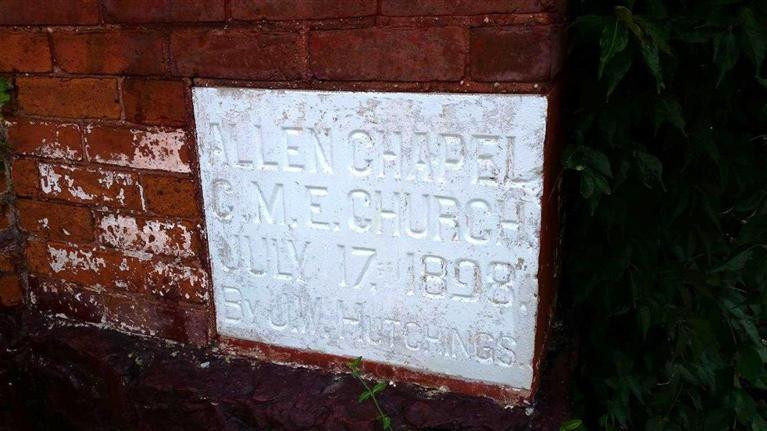 ALLEN CHAPEL
C.M.E. CHURCH.
JULY 17, 1898.
BY J.W. HUTCHINGS.